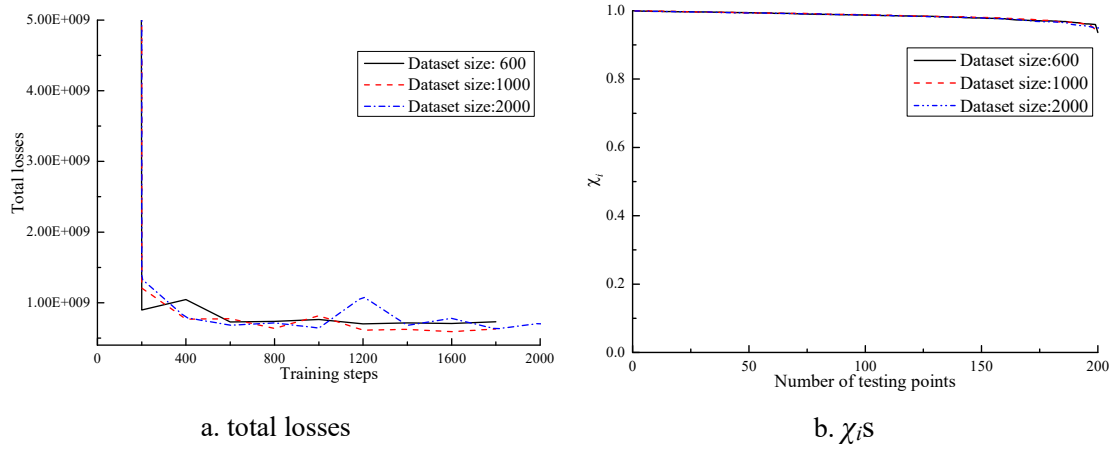 5.00E+009
4.00E+009
3.00E+009
2.00E+009
1.00E+009
Total losses
0
400
800
1200
1600
2000
Training steps
Dataset size: 600
Dataset size:1000
Dataset size:2000
a. total losses
1.0
0.8
0.6
0.4
0.2
0.0
χi
0
50
100
150
200
Number of testing points
Dataset size:600
Dataset size:1000
Dataset size:2000
b. χis